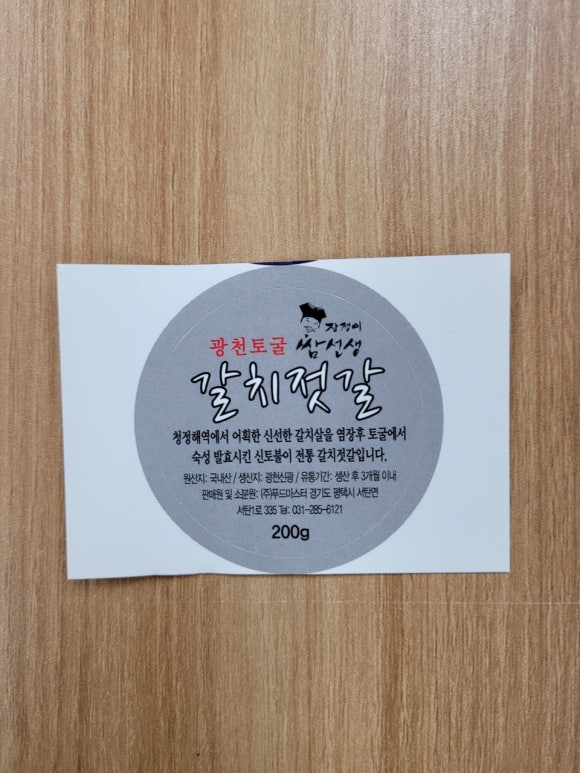 장정이
광천토굴 쌈선생
갈치젓갈
청정해역에서 어획한 신선한 갈치살을 염장후 토굴에서
숙성 발효시킨 신토불이 전통 갈치젓갈입니다.
원산지: 국내산 / 생산지: 광천신광 / 유통기간: 생산 후 3개월 이내
판매원 및 소분원: (주)푸드마스터 경기도 평택시 서탄면
서탄1로 335 Tel: 031-285-6121
200g